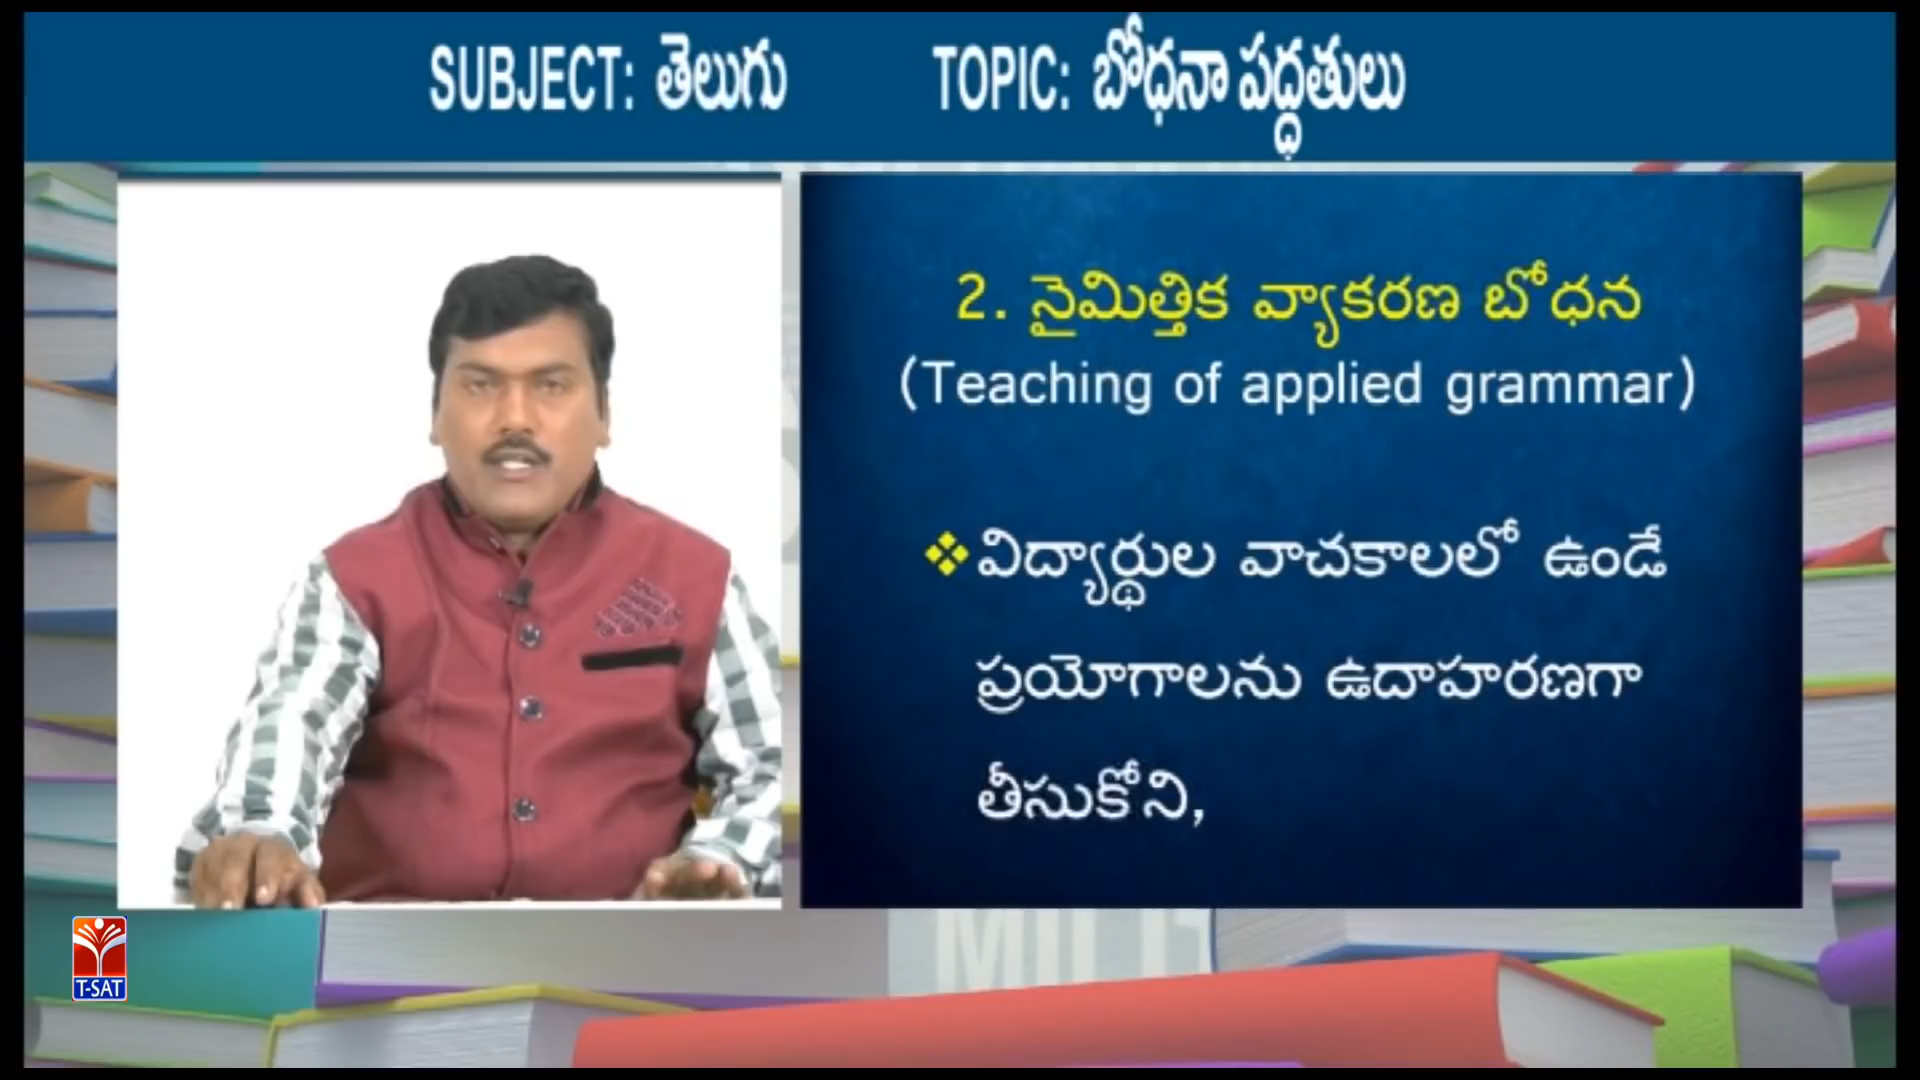 SUBJECT: తెలుగు TOPIC: బోధనా పద్ధతులు
2. నైమిత్తిక వ్యాకరణ బోధన
(Teaching of applied grammar)
విద్యార్థుల వాచకాలలో ఉండే
ప్రయోగాలను ఉదాహరణగా
తీసుకోని,
T-SAT